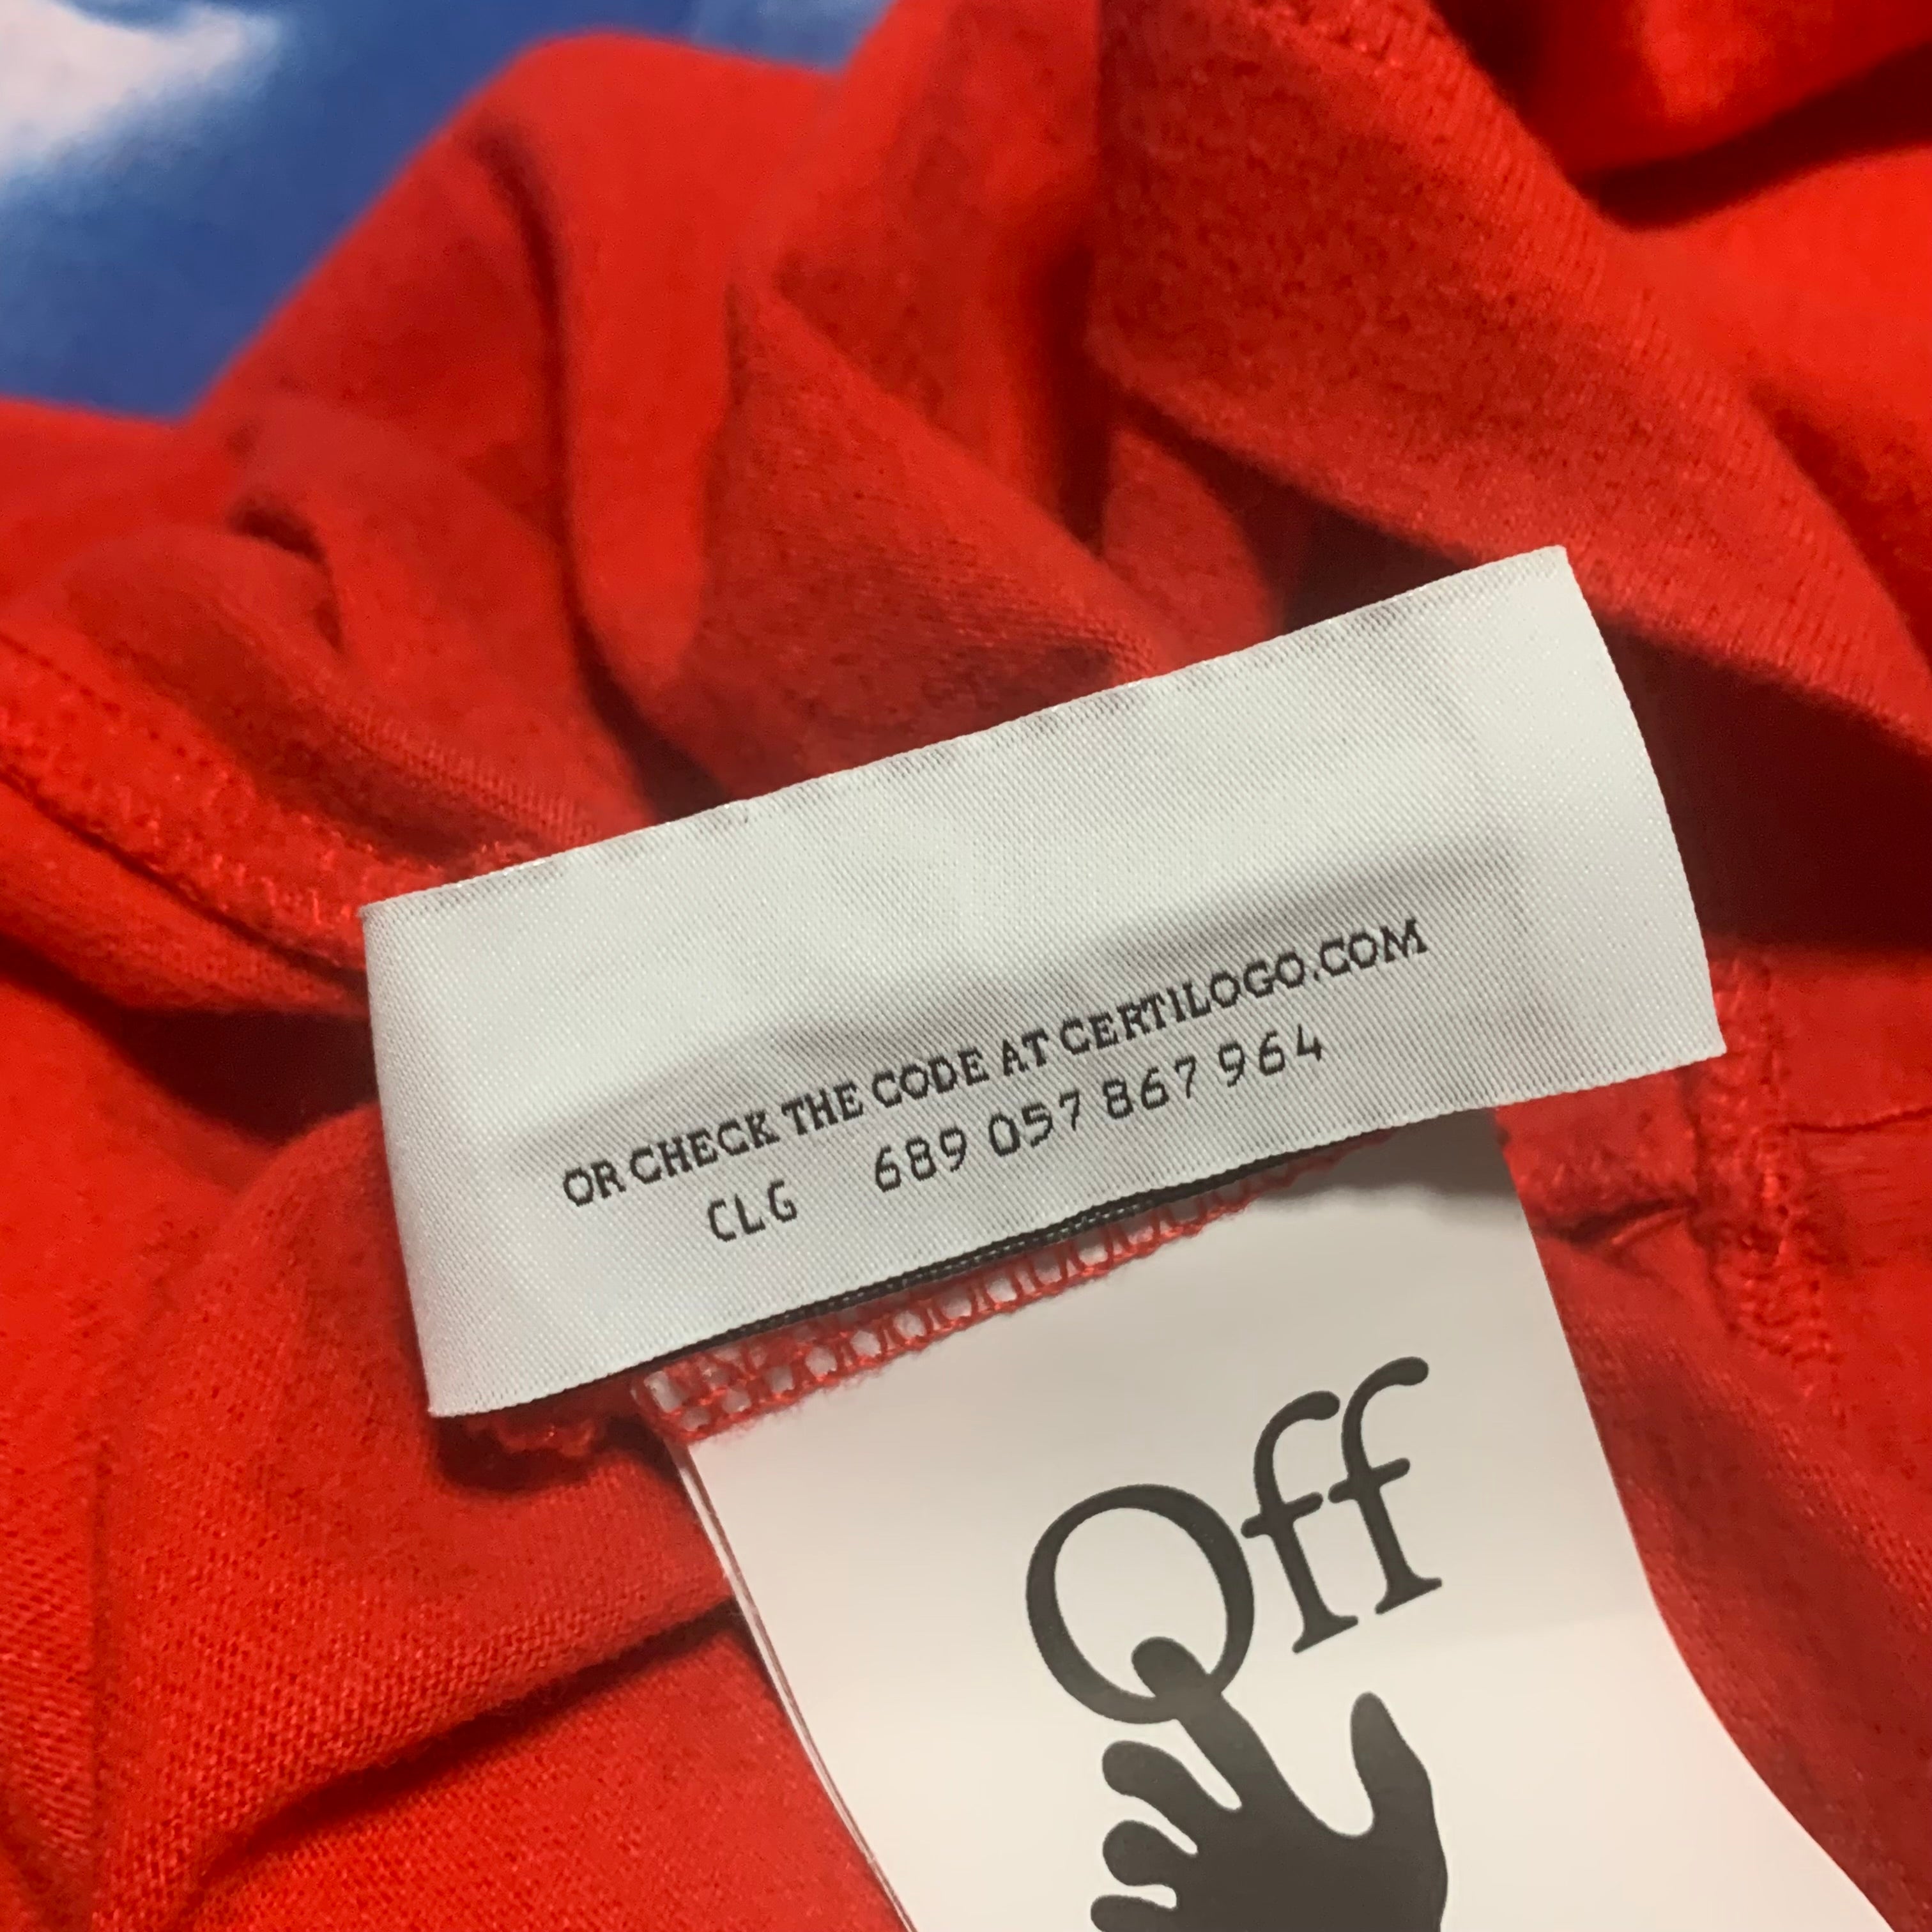 OR CHECK THE CODE AT CERTILOGO.COM
CLG 689 057 867 964
Off